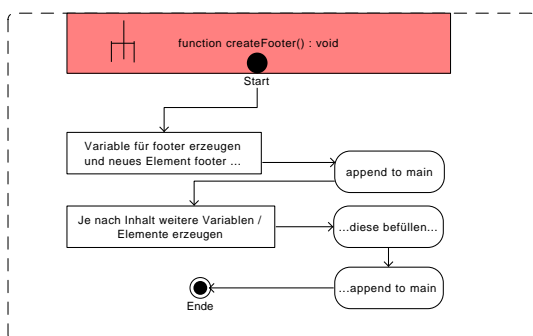 function createFooter() : void
Start
Variable für footer erzeugen
und neues Element footer ...
append to main
Je nach Inhalt weitere Variablen /
Elemente erzeugen
...diese befüllen...
...append to main
Ende